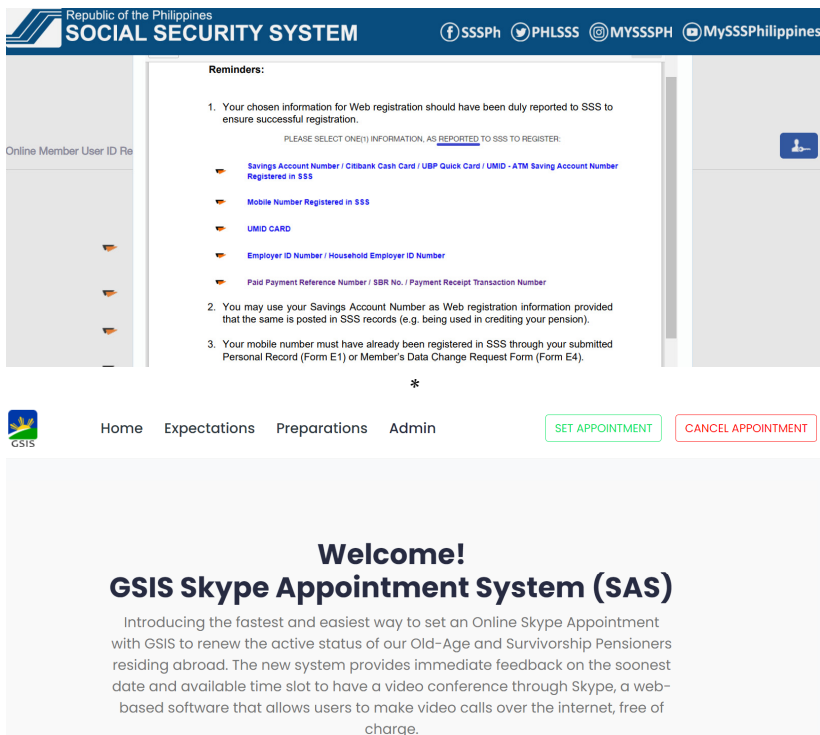 Republic of the Philippines
SOCIAL SECURITY SYSTEM
SSSPh PHLSSS MYSSSPH MySSSPhilippines
Reminders:
1. Your chosen information for Web registration should have been duly reported to SSS to
ensure successful registration.
PLEASE SELECT ONE(1) INFORMATION, AS REPORTED TO SSS TO REGISTER:
Online Member User ID Re
Savings Account Number / Citibank Cash Card / UBP Quick Card / UMID - ATM Saving Account Number
Registered in SSS
Mobile Number Registered in SSS
UMID CARD
Employer ID Number / Household Employer ID Number
Paid Payment Reference Number / SBR No. / Payment Receipt Transaction Number
2. You may use your Savings Account Number as Web registration information provided
that the same is posted in SSS records (e.g. being used in crediting your pension).
3. Your mobile number must have already been registered in SSS through your submitted
Personal Record (Form E1) or Member's Data Change Request Form (Form E4).
*
GSIS
Home Expectations Preparations Admin
SET APPOINTMENT CANCEL APPOINTMENT
Welcome!
GSIS Skype Appointment System (SAS)
Introducing the fastest and easiest way to set an Online Skype Appointment
with GSIS to renew the active status of our Old-Age and Survivorship Pensioners
residing abroad. The new system provides immediate feedback on the soonest
date and available time slot to have a video conference through Skype, a web-
based software that allows users to make video calls over the internet, free of
charge.